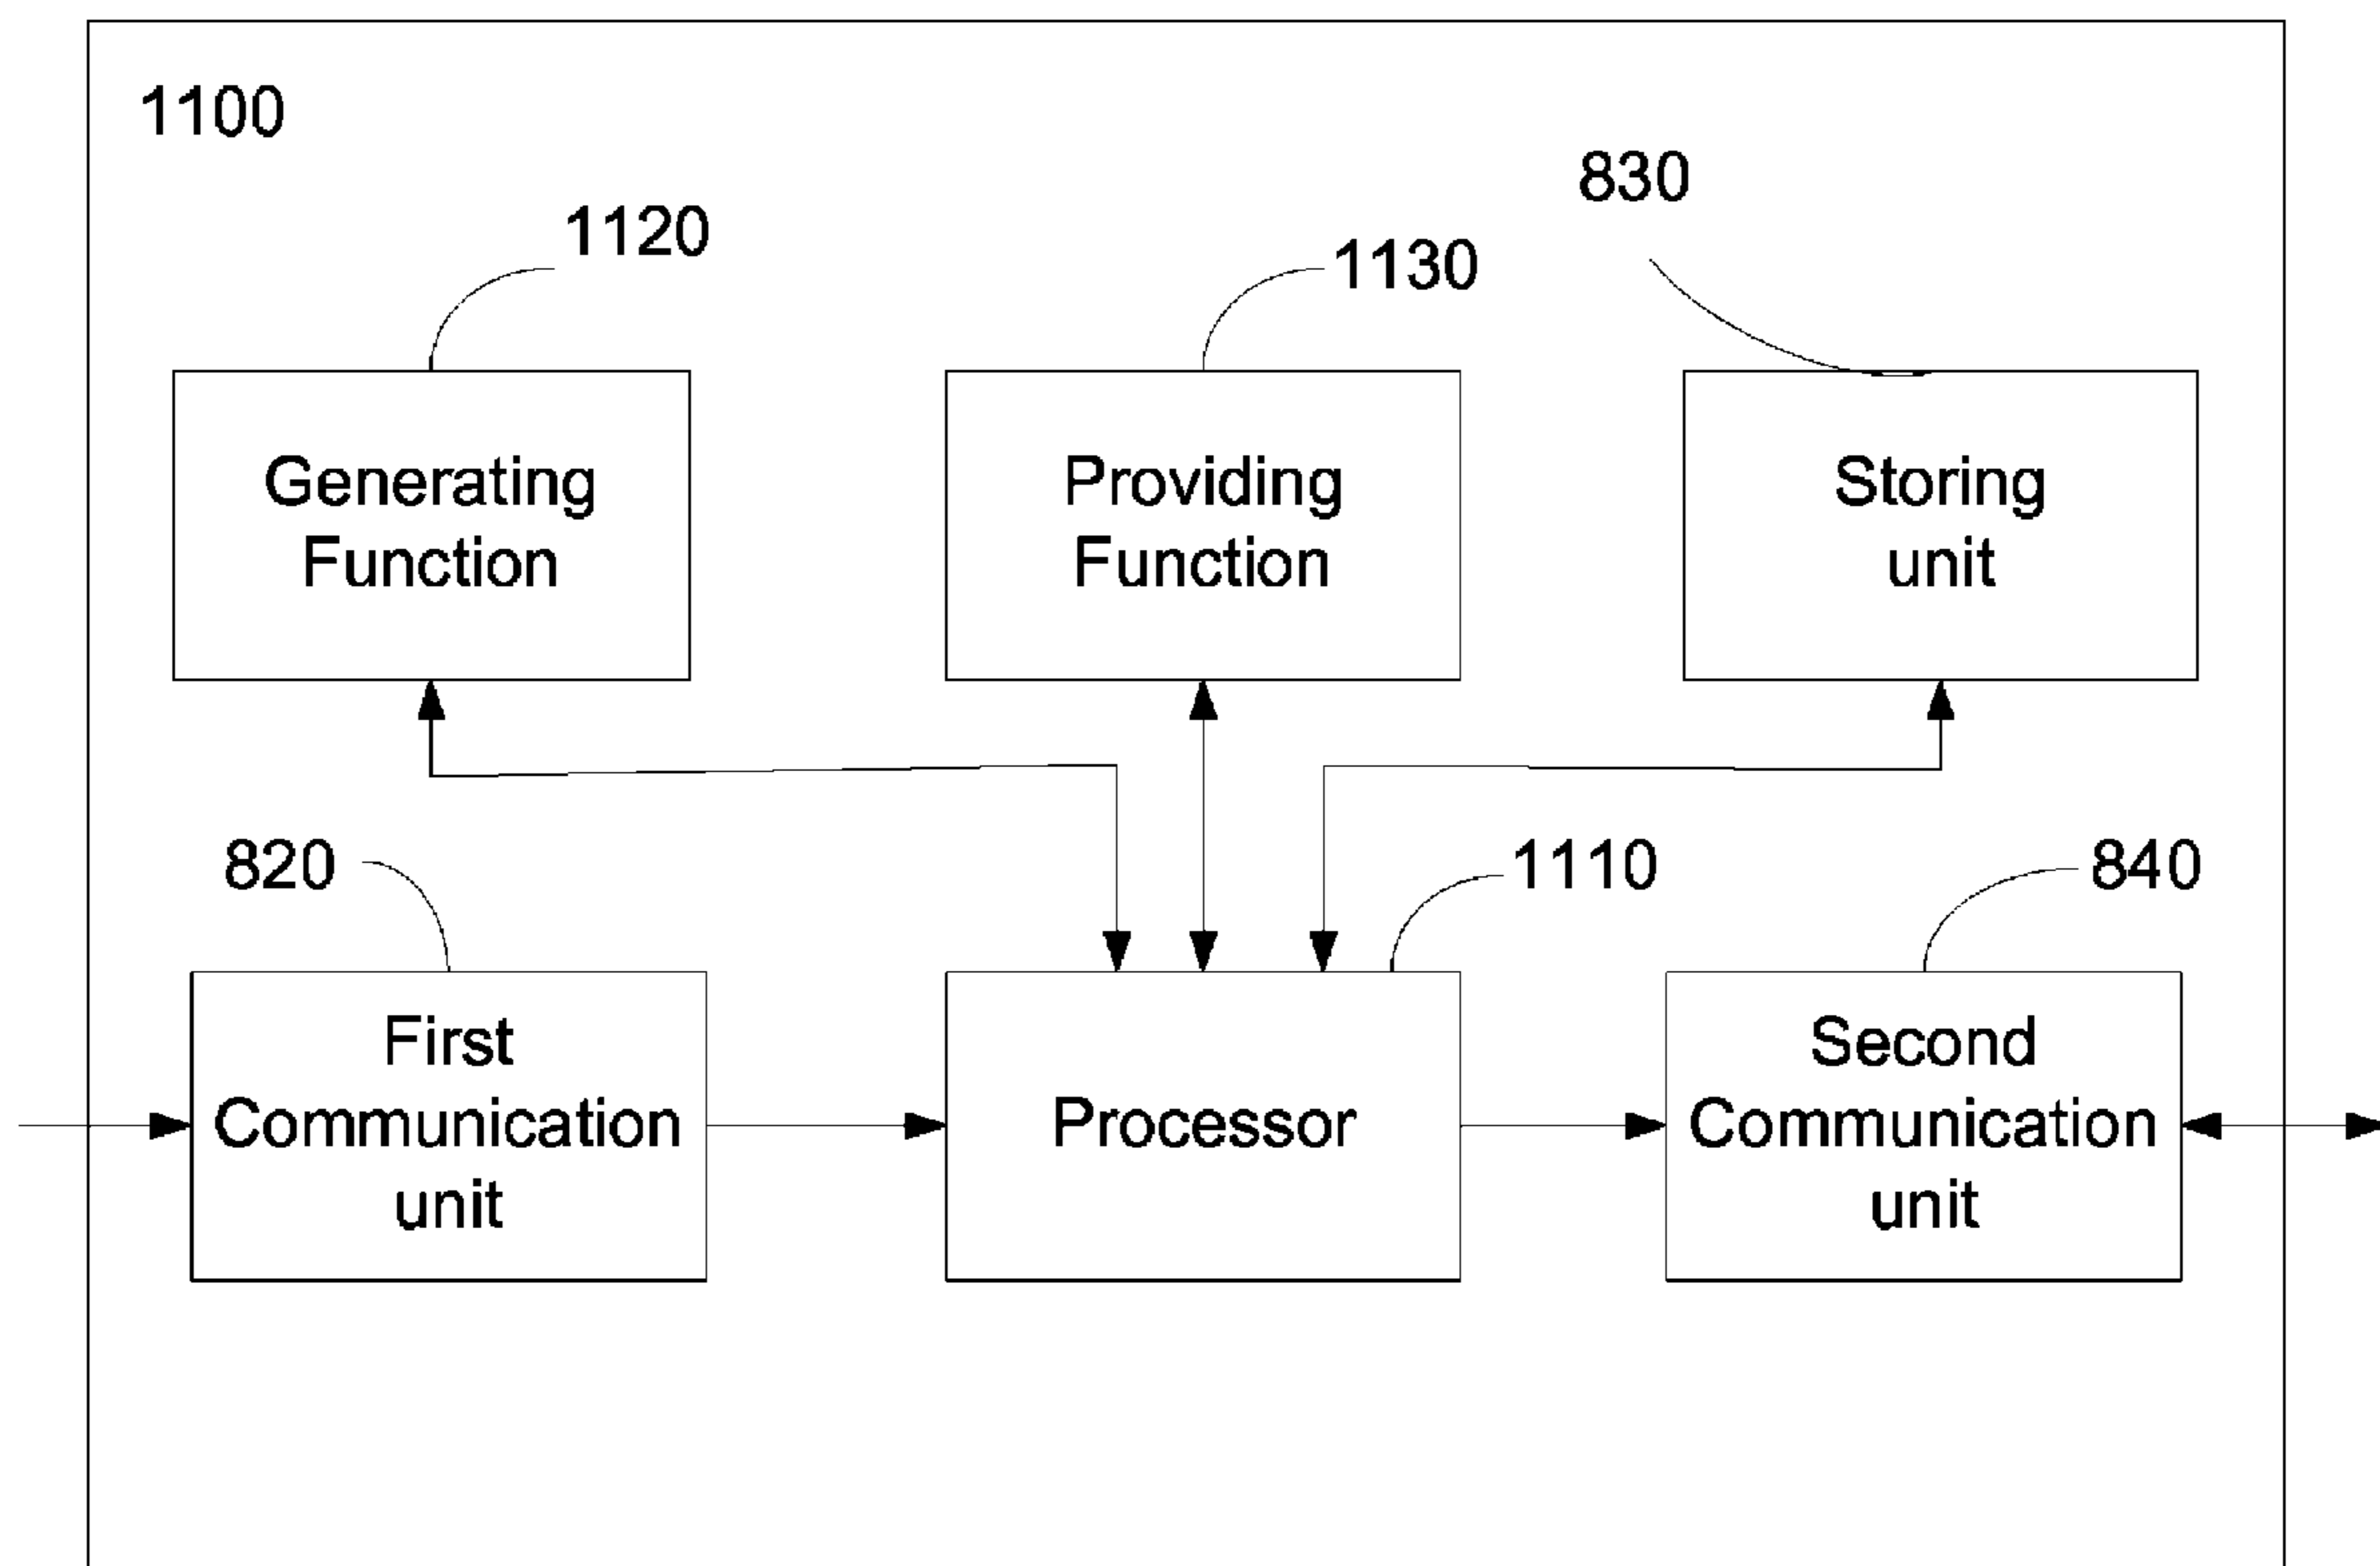 1100
1120
1130
830
Generating
Function
Providing
Function
Storing
unit
820
1110
840
First
Communication
unit
Processor
Second
Communication
unit